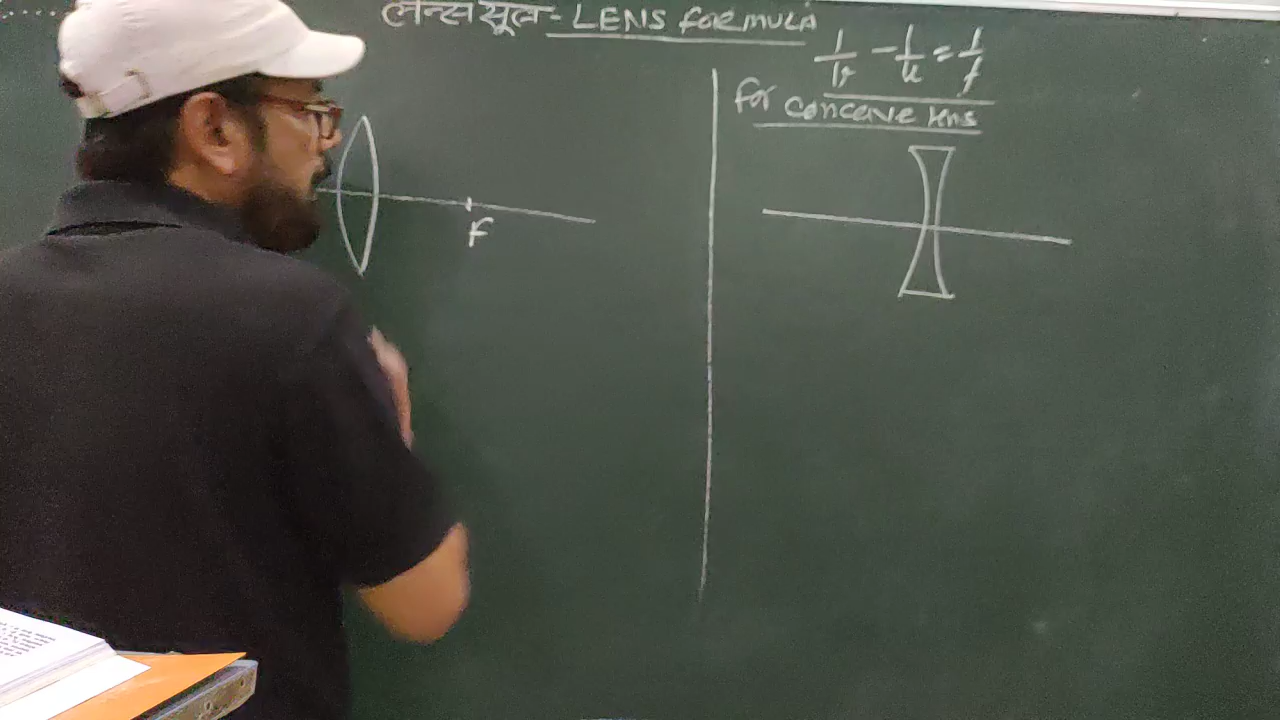 लेन्स सूत्र - LENS FORMULA
1/v - 1/u = 1/f
For concave lens
F